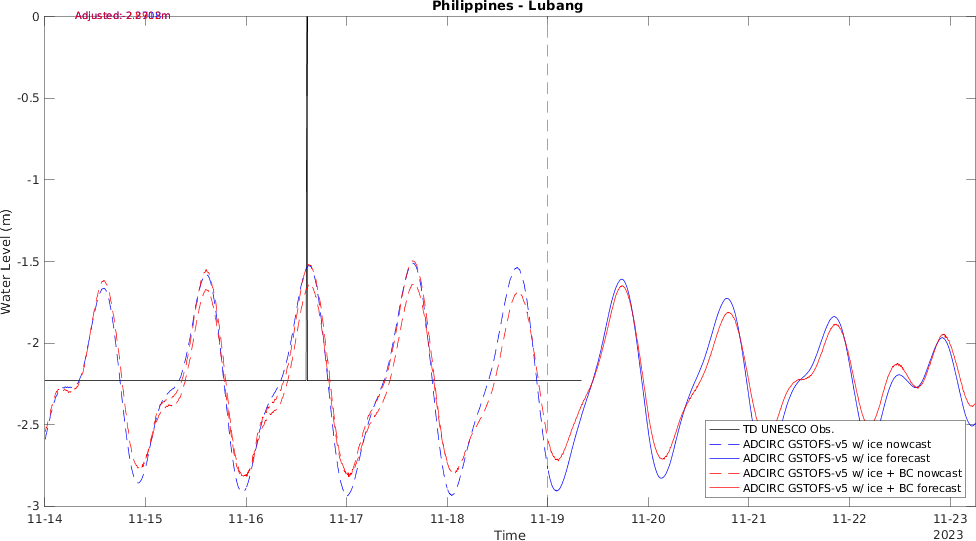 Philippines - Lubang
Adjusted:
0
-0.5
-1
-1.5
-2
-2.5
-3
Water Level (m)
11-14
11-15
11-16
11-17
11-18
11-19
11-20
11-21
11-22
11-23
2023
Time
TD UNESCO Obs.
ADCIRC GSTOFS-v5 w/ ice nowcast
ADCIRC GSTOFS-v5 w/ ice forecast
ADCIRC GSTOFS-v5 w/ ice + BC nowcast
ADCIRC GSTOFS-v5 w/ ice + BC forecast